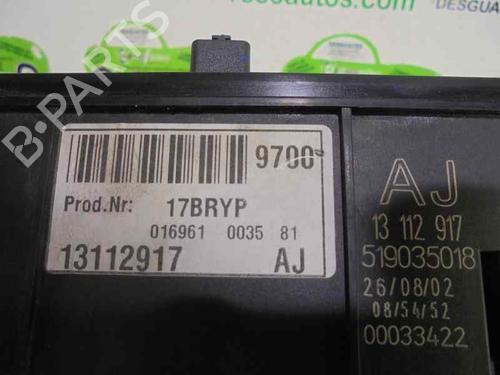 DESGUA
B-PARTS
9700
Prod.Nr: 17BRYP
016961 0035 81
13112917 AJ
AJ
13 112 917
519035018
26/08/02
08/54/52
00033422